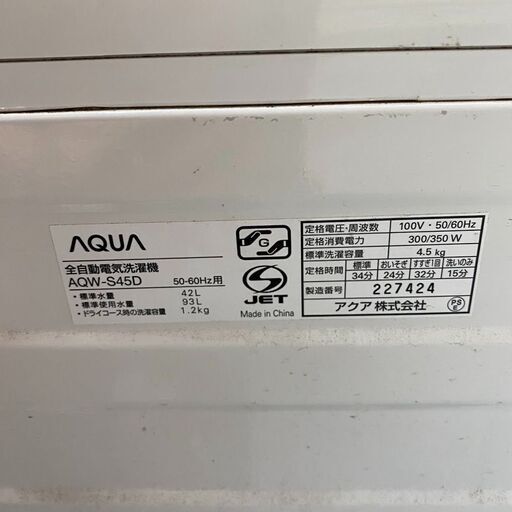 AQUA
全自動電気洗濯機
AQW-S45D 50-60Hz用
・標準水量 42L
・標準使用水量 93L
・ドライコース時の洗濯容量 1.2kg
G
S
JET
Made in China
定格電圧・周波数 100V・50/60Hz
定格消費電力 300/350W
標準洗濯容量 4.5kg
定格時間 標準 おいそぎ すすぎ1回 洗いのみ
34分 24分 32分 15分
製造番号 227424
アクア株式会社
PS
E